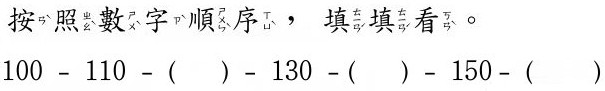 按照數字順序，填填看。
100 - 110 - (　) - 130 - (　) - 150 - (　)